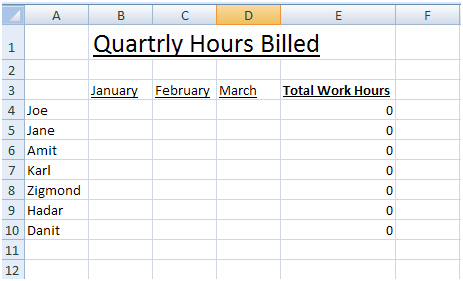 A B C D E F
1 Quartrly Hours Billed
2
3 January February March Total Work Hours
4 Joe 0
5 Jane 0
6 Amit 0
7 Karl 0
8 Zigmond 0
9 Hadar 0
10 Danit 0
11
12